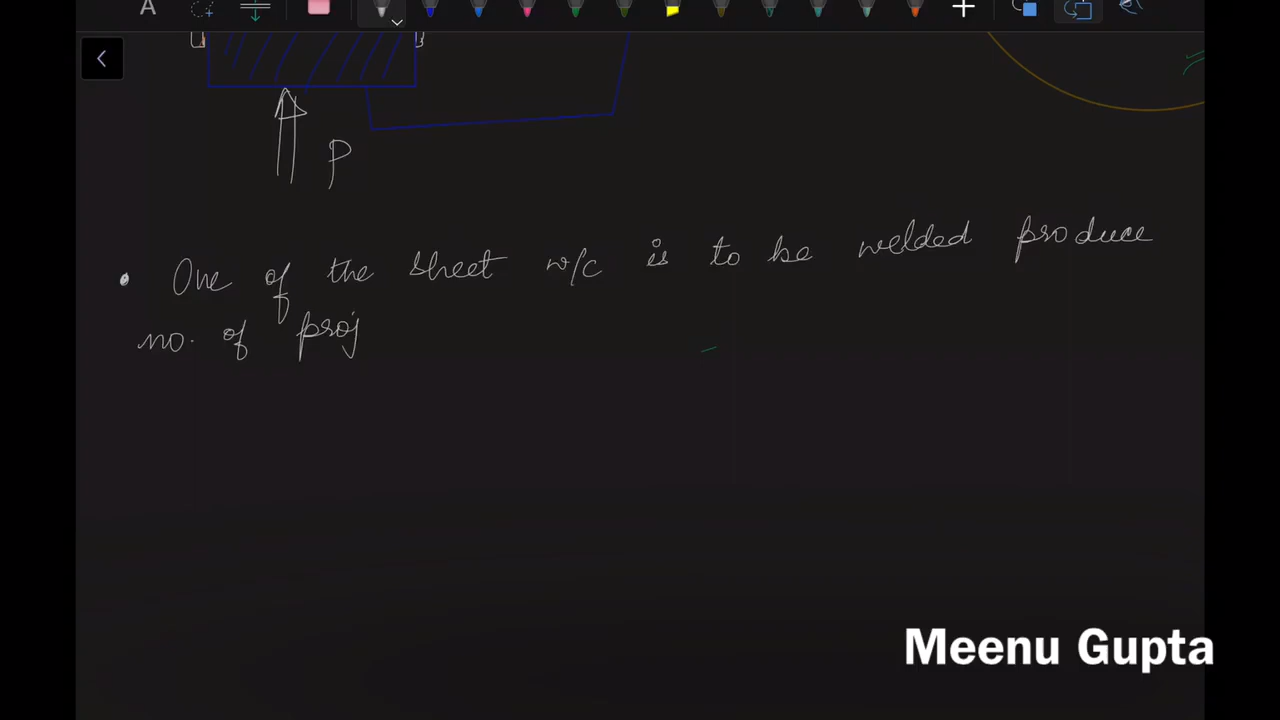 A
P
• One of the sheet w/c is to be welded produce
no. of proj
Meenu Gupta